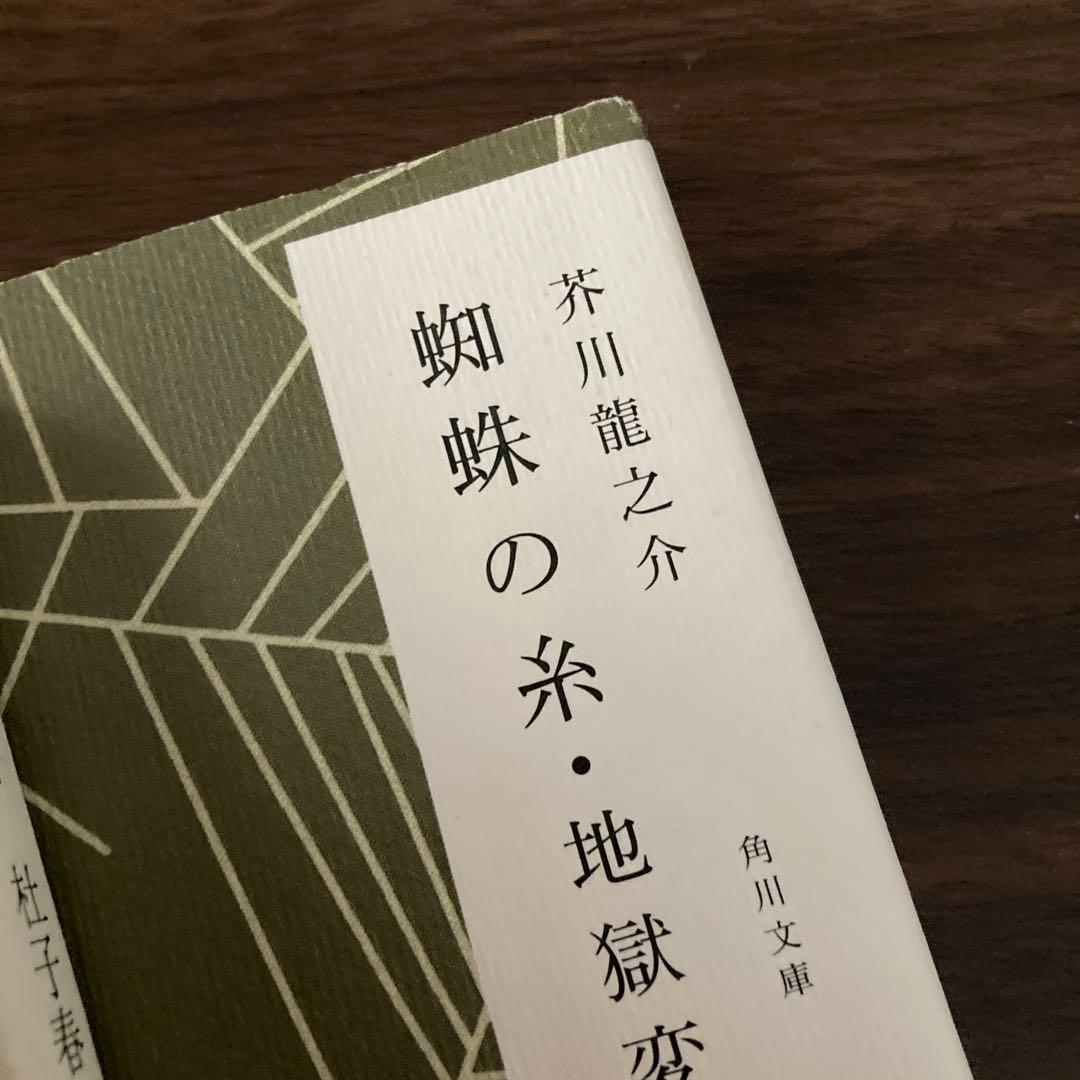 芥川龍之介
蜘蛛の糸・地獄変
角川文庫
杜子春